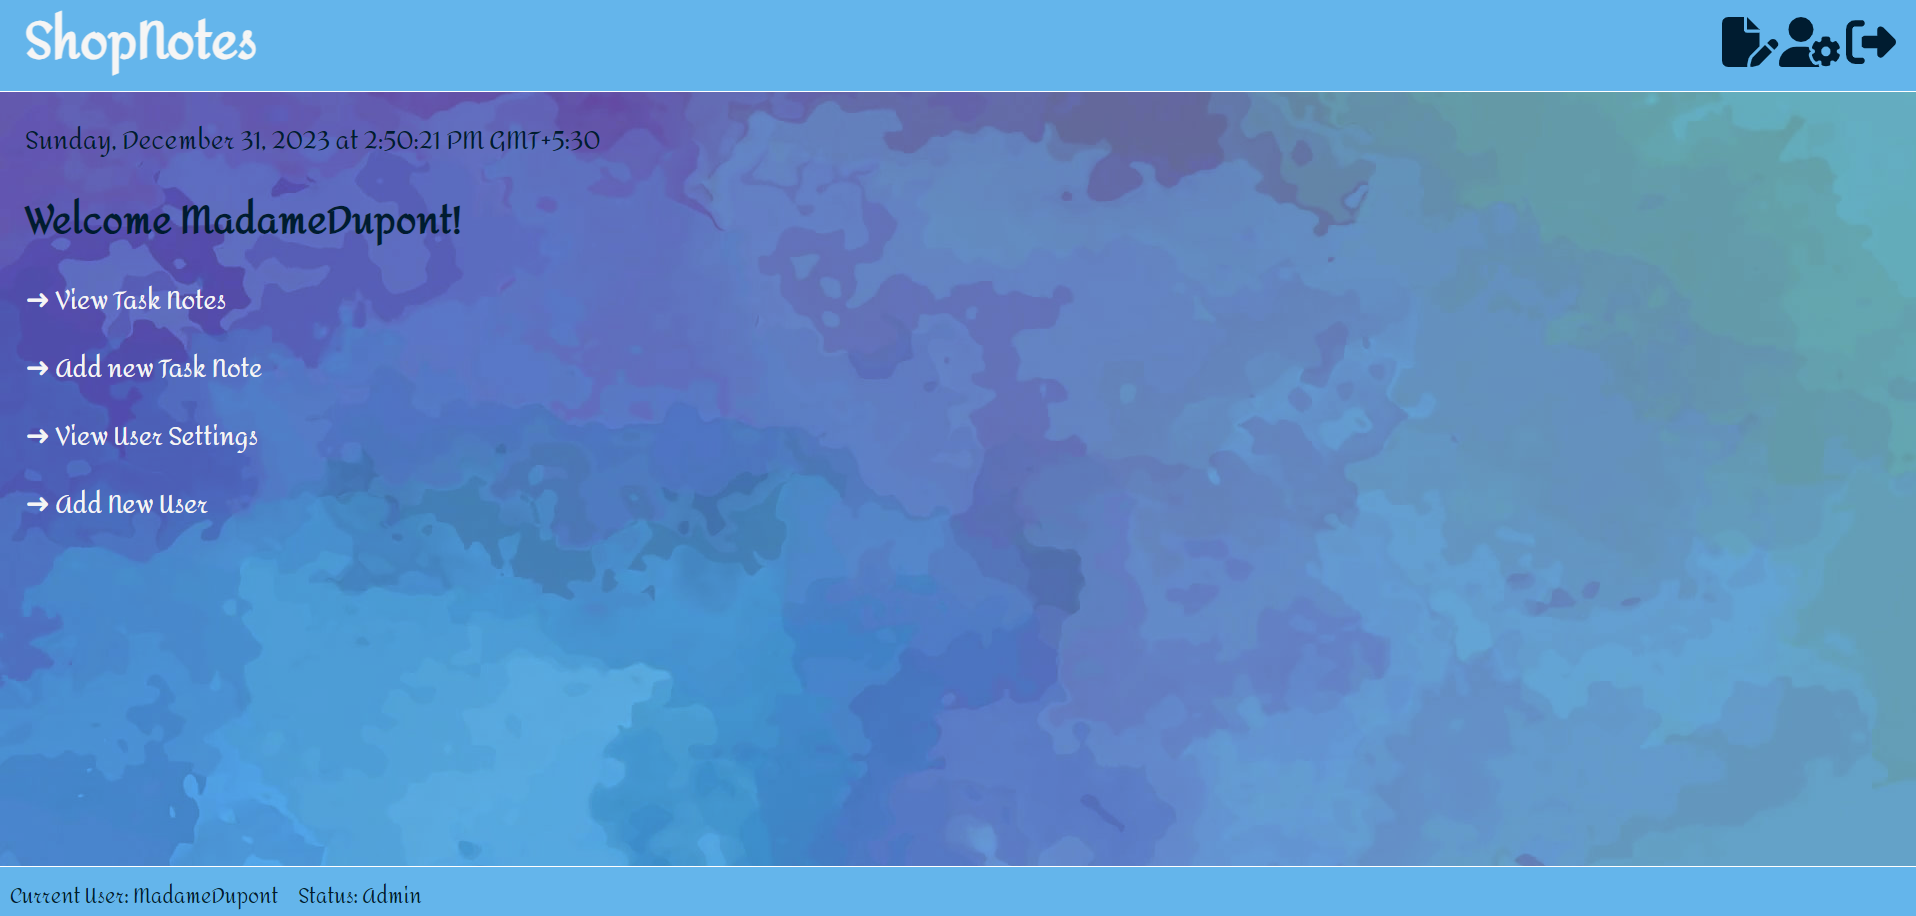 ShopNotes
Sunday, December 31, 2023 at 2:50:21 PM GMT+5:30
Welcome MadameDupont!
➜ View Task Notes
➜ Add new Task Note
➜ View User Settings
➜ Add New User
Current User: MadameDupont Status: Admin